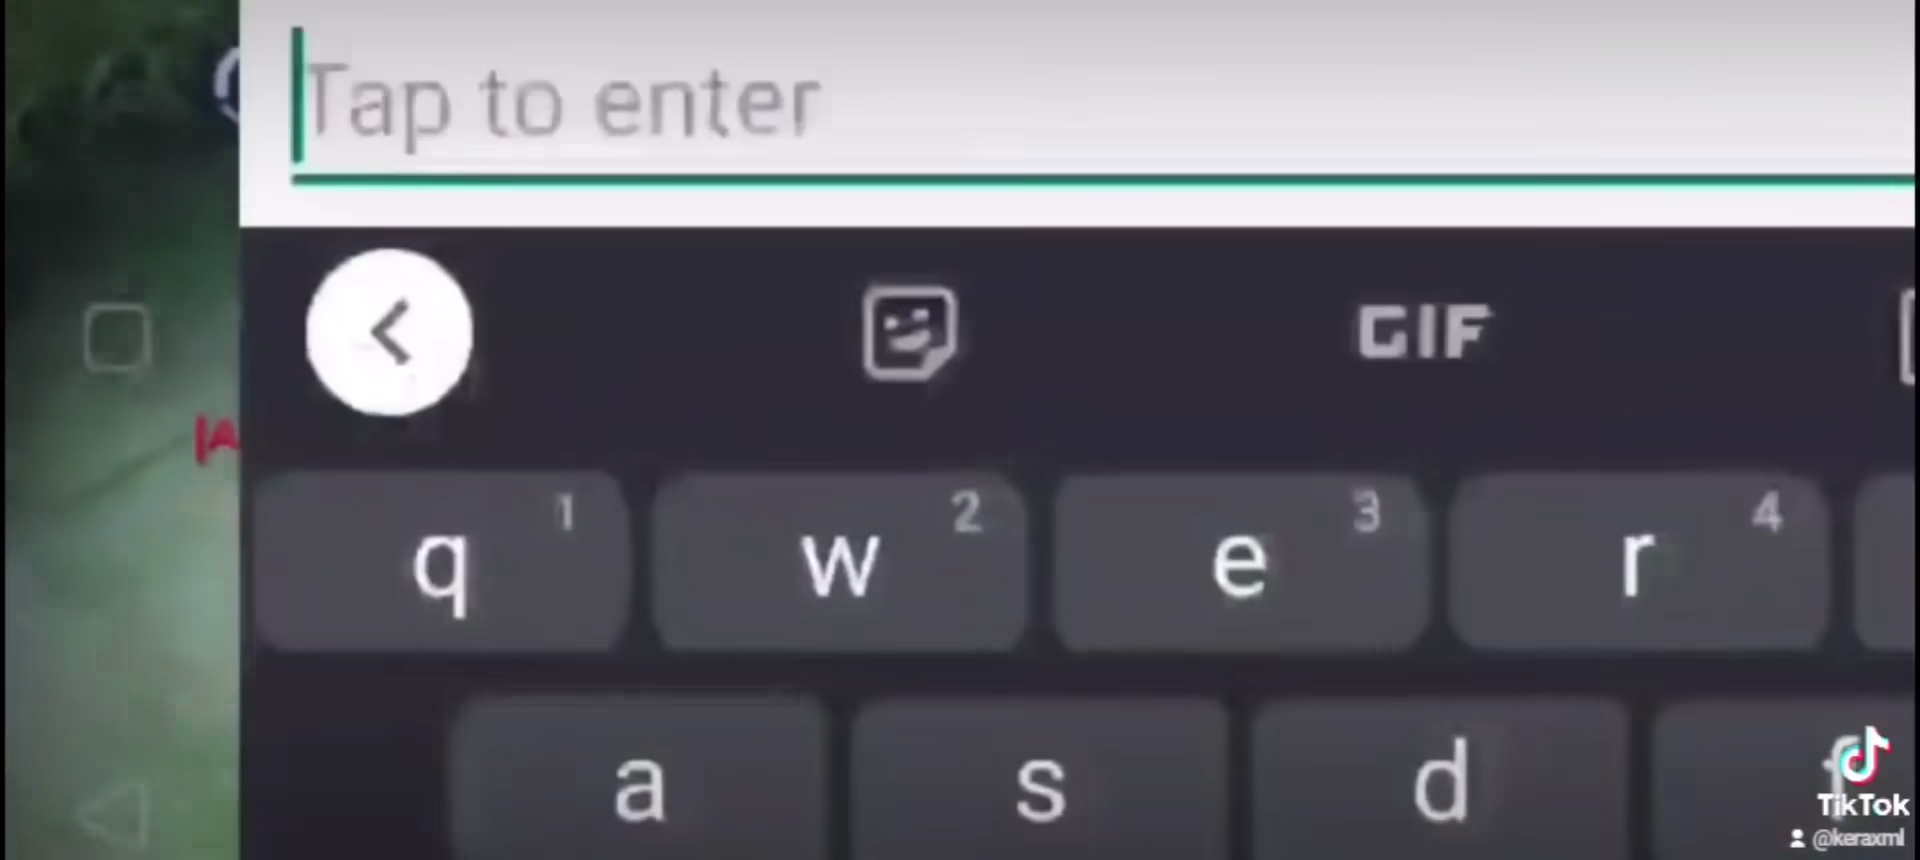 Tap to enter
GIF
1 2 3 4
q w e r
a s d f
TikTok
@keraxml